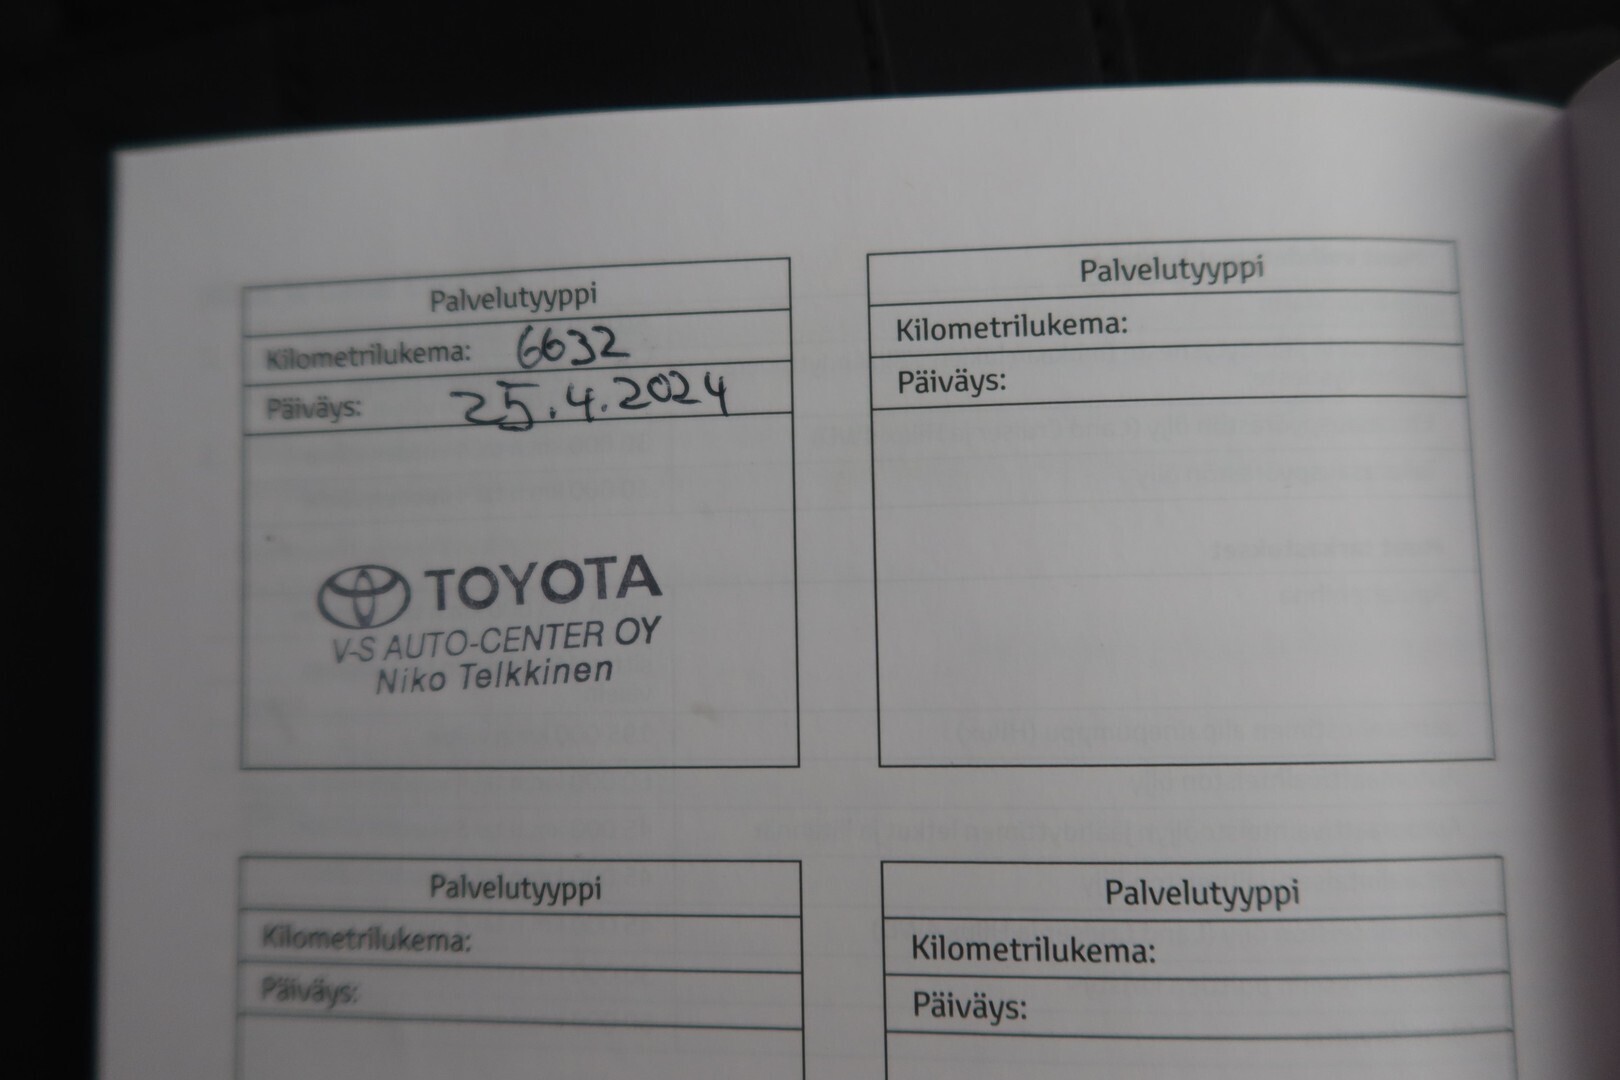 Palvelutyyppi
Kilometrilukema: 6632
Päiväys: 25.4.2024
TOYOTA
V-S AUTO-CENTER OY
Niko Telkkinen
Palvelutyyppi
Kilometrilukema:
Päiväys:
Palvelutyyppi
Kilometrilukema:
Päiväys:
Palvelutyyppi
Kilometrilukema:
Päiväys: